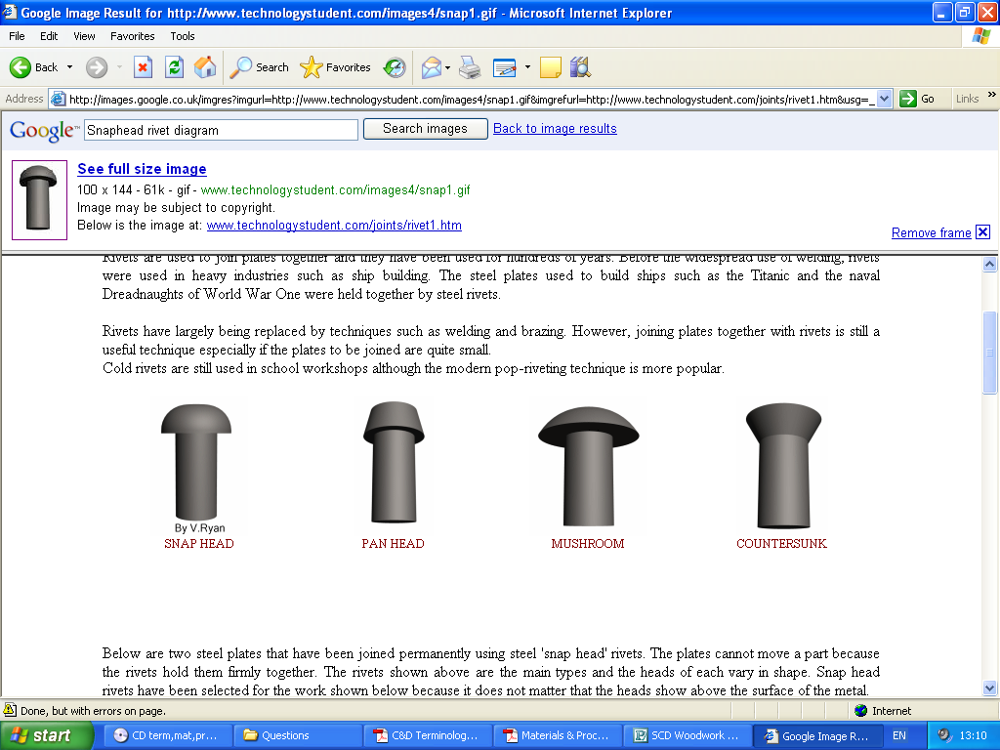 Google Image Result for http://www.technologystudent.com/images4/snap1.gif - Microsoft Internet Explorer
File Edit View Favorites Tools
Back Search Favorites
Address http://images.google.co.uk/imgres?imgurl=http://www.technologystudent.com/images4/snap1.gif&imgrefurl=http://www.technologystudent.com/joints/rivet1.htm&usg=_ Go Links »
Google™ Snaphead rivet diagram Search images Back to image results
See full size image
100 x 144 - 61k - gif - www.technologystudent.com/images4/snap1.gif
Image may be subject to copyright.
Below is the image at: www.technologystudent.com/joints/rivet1.htm
Remove frame
Rivets are used to join plates together and they have been used for hundreds of years. Before the widespread use of welding, rivets
were used in heavy industries such as ship building. The steel plates used to build ships such as the Titanic and the naval
Dreadnaughts of World War One were held together by steel rivets.
Rivets have largely being replaced by techniques such as welding and brazing. However, joining plates together with rivets is still a
useful technique especially if the plates to be joined are quite small.
Cold rivets are still used in school workshops although the modern pop-riveting technique is more popular.
By V.Ryan
SNAP HEAD PAN HEAD MUSHROOM COUNTERSUNK
Below are two steel plates that have been joined permanently using steel 'snap head' rivets. The plates cannot move a part because
the rivets hold them firmly together. The rivets shown above are the main types and the heads of each vary in shape. Snap head
rivets have been selected for the work shown below because it does not matter that the heads show above the surface of the metal.
Done, but with errors on page. Internet
start CD term,mat,pr... Questions C&D Terminolog... Materials & Proc... SCD Woodwork ... Google Image R... EN 13:10